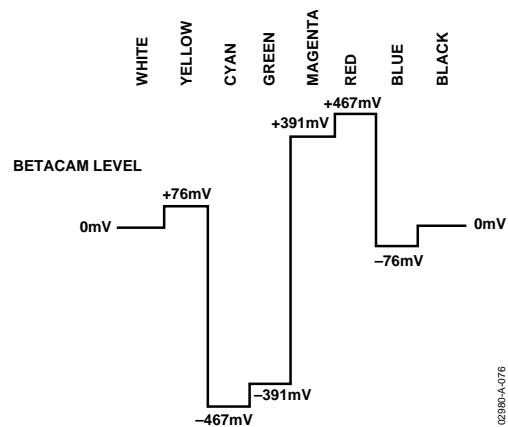 WHITE
YELLOW
CYAN
GREEN
MAGENTA
RED
BLUE
BLACK
+467mV
+391mV
BETACAM LEVEL
+76mV
0mV
0mV
–76mV
–391mV
–467mV
02980-A-076